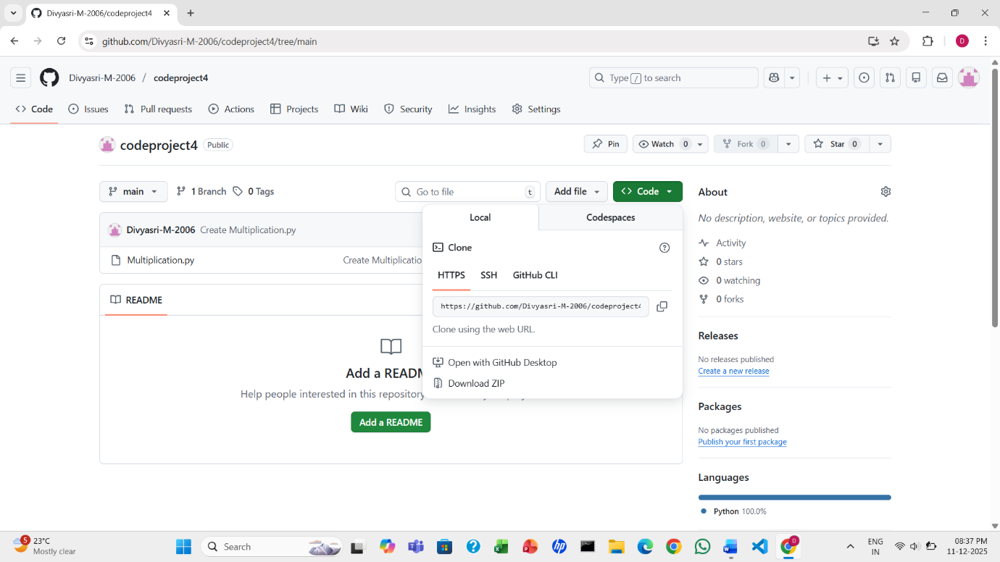 Divyasri-M-2006/codeproject4
github.com/Divyasri-M-2006/codeproject4/tree/main
D
Divyasri-M-2006 / codeproject4
Type / to search
Code Issues Pull requests Actions Projects Wiki Security Insights Settings
codeproject4 Public
Pin Watch 0 Fork 0 Star 0
main 1 Branch 0 Tags Go to file t Add file Code
Divyasri-M-2006 Create Multiplication.py
Multiplication.py Create Multiplicatio
README
Add a READ
Help people interested in this repository
Add a README
Local Codespaces
Clone
HTTPS SSH GitHub CLI
https://github.com/Divyasri-M-2006/codeproject4
Clone using the web URL.
Open with GitHub Desktop
Download ZIP
About
No description, website, or topics provided.
Activity
0 stars
0 watching
0 forks
Releases
No releases published
Create a new release
Packages
No packages published
Publish your first package
Languages
Python 100.0%
5
23°C
Mostly clear
Search
D
ENG
IN
08:37 PM
11-12-2025